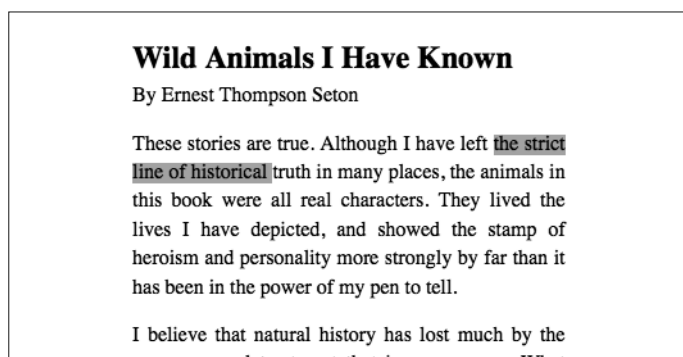 Wild Animals I Have Known
By Ernest Thompson Seton
These stories are true. Although I have left the strict
line of historical truth in many places, the animals in
this book were all real characters. They lived the
lives I have depicted, and showed the stamp of
heroism and personality more strongly by far than it
has been in the power of my pen to tell.
I believe that natural history has lost much by the